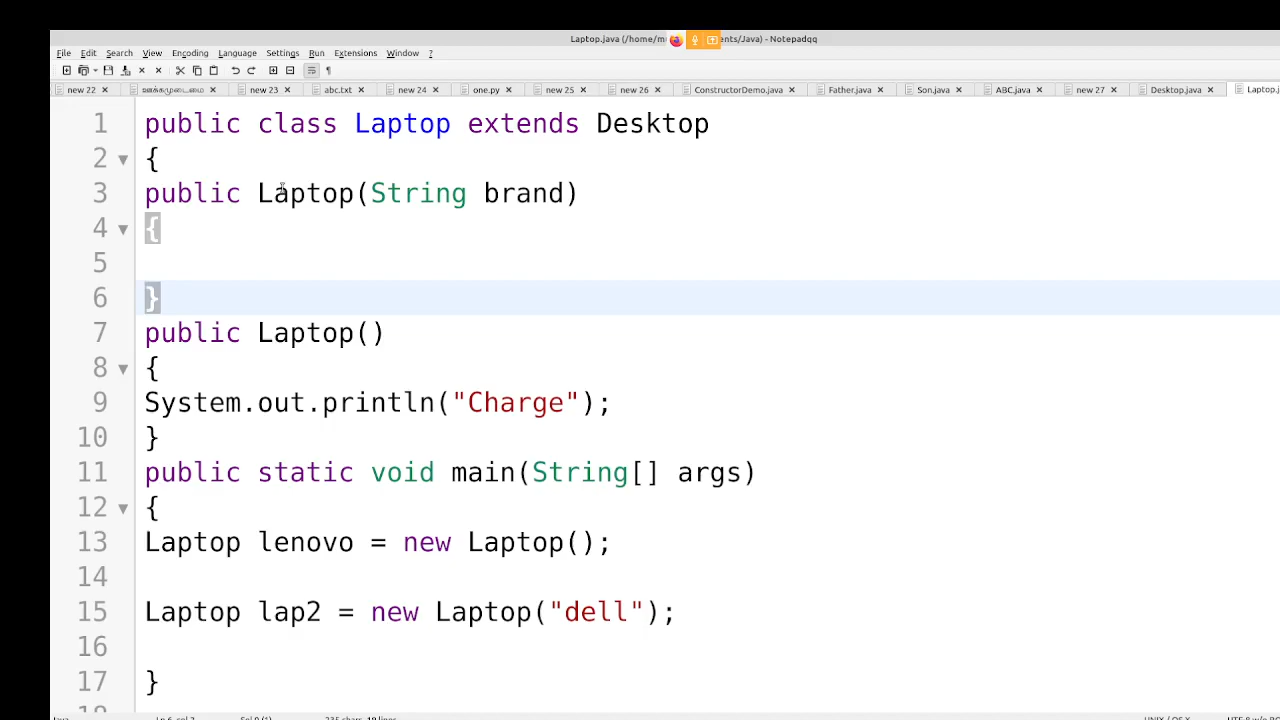 Laptop.java (/home/m ents/Java) - Notepadqq
File Edit Search View Encoding Language Settings Run Extensions Window ?
new 22 ஊக்கமுடைமை new 23 abc.txt new 24 one.py new 25 new 26 ConstructorDemo.java Father.java Son.java ABC.java new 27 Desktop.java Laptop.j
1 public class Laptop extends Desktop
2 {
3 public Laptop(String brand)
4 {
5
6 }
7 public Laptop()
8 {
9 System.out.println("Charge");
10 }
11 public static void main(String[] args)
12 {
13 Laptop lenovo = new Laptop();
14
15 Laptop lap2 = new Laptop("dell");
16
17 }